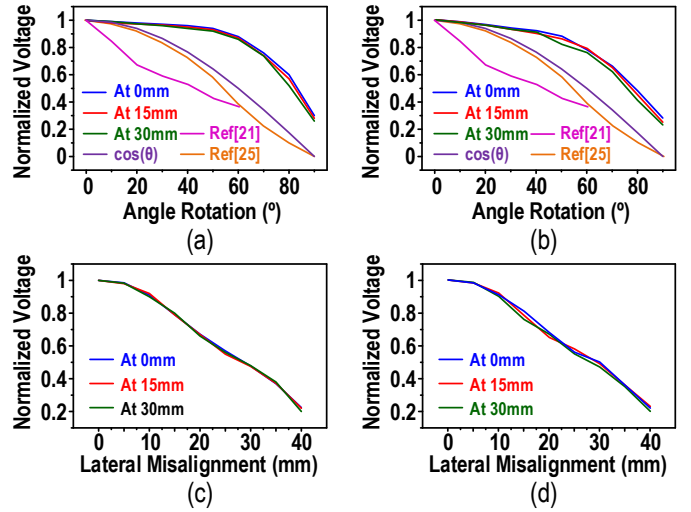 Normalized Voltage
1
0.8
0.6
0.4
0.2
0
At 0mm
At 15mm
At 30mm
cos(θ)
Ref[21]
Ref[25]
0 20 40 60 80
Angle Rotation (º)
(a)
Normalized Voltage
1
0.8
0.6
0.4
0.2
0
At 0mm
At 15mm
At 30mm
cos(θ)
Ref[21]
Ref[25]
0 20 40 60 80
Angle Rotation (º)
(b)
Normalized Voltage
1
0.8
0.6
0.4
0.2
At 0mm
At 15mm
At 30mm
0 10 20 30 40
Lateral Misalignment (mm)
(c)
Normalized Voltage
1
0.8
0.6
0.4
0.2
At 0mm
At 15mm
At 30mm
0 10 20 30 40
Lateral Misalignment (mm)
(d)